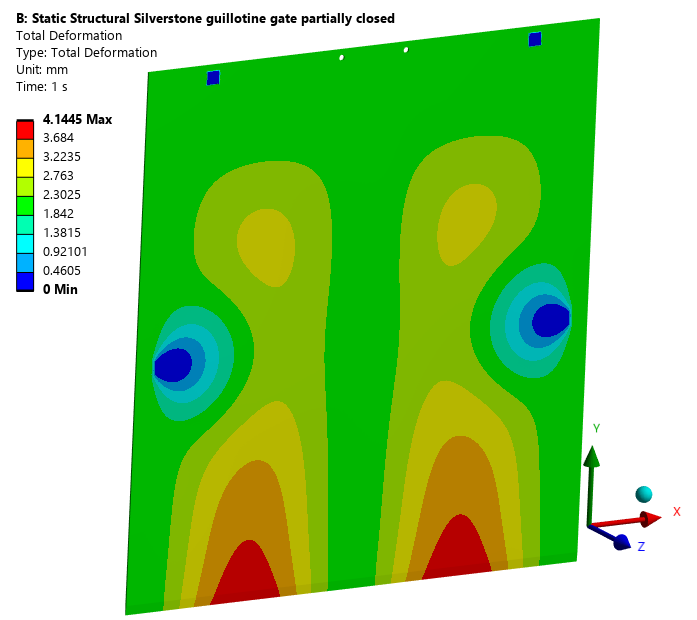 B: Static Structural Silverstone guillotine gate partially closed
Total Deformation
Type: Total Deformation
Unit: mm
Time: 1 s
4.1445 Max
3.684
3.2235
2.763
2.3025
1.842
1.3815
0.92101
0.4605
0 Min
Y
X
Z